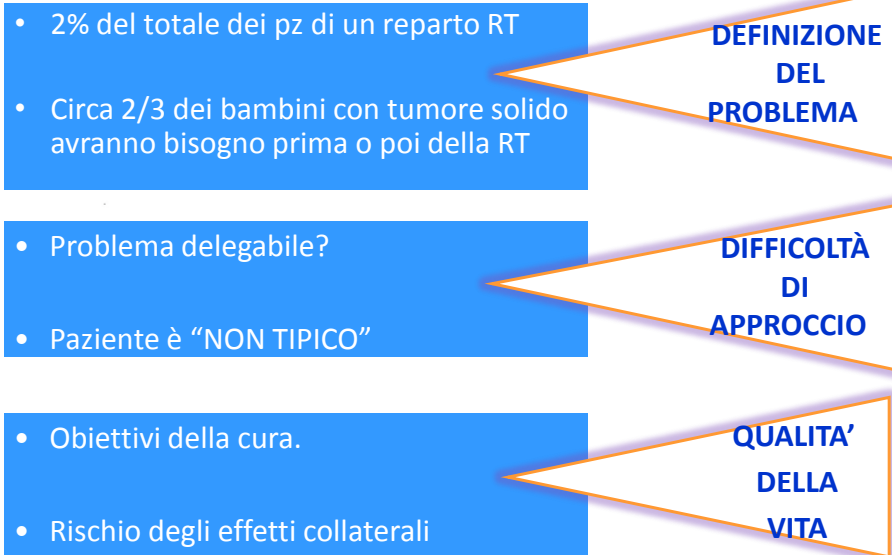 • 2% del totale dei pz di un reparto RT
• Circa 2/3 dei bambini con tumore solido
avranno bisogno prima o poi della RT
DEFINIZIONE
DEL
PROBLEMA
• Problema delegabile?
• Paziente è “NON TIPICO”
DIFFICOLTÀ
DI
APPROCCIO
• Obiettivi della cura.
• Rischio degli effetti collaterali
QUALITA’
DELLA
VITA